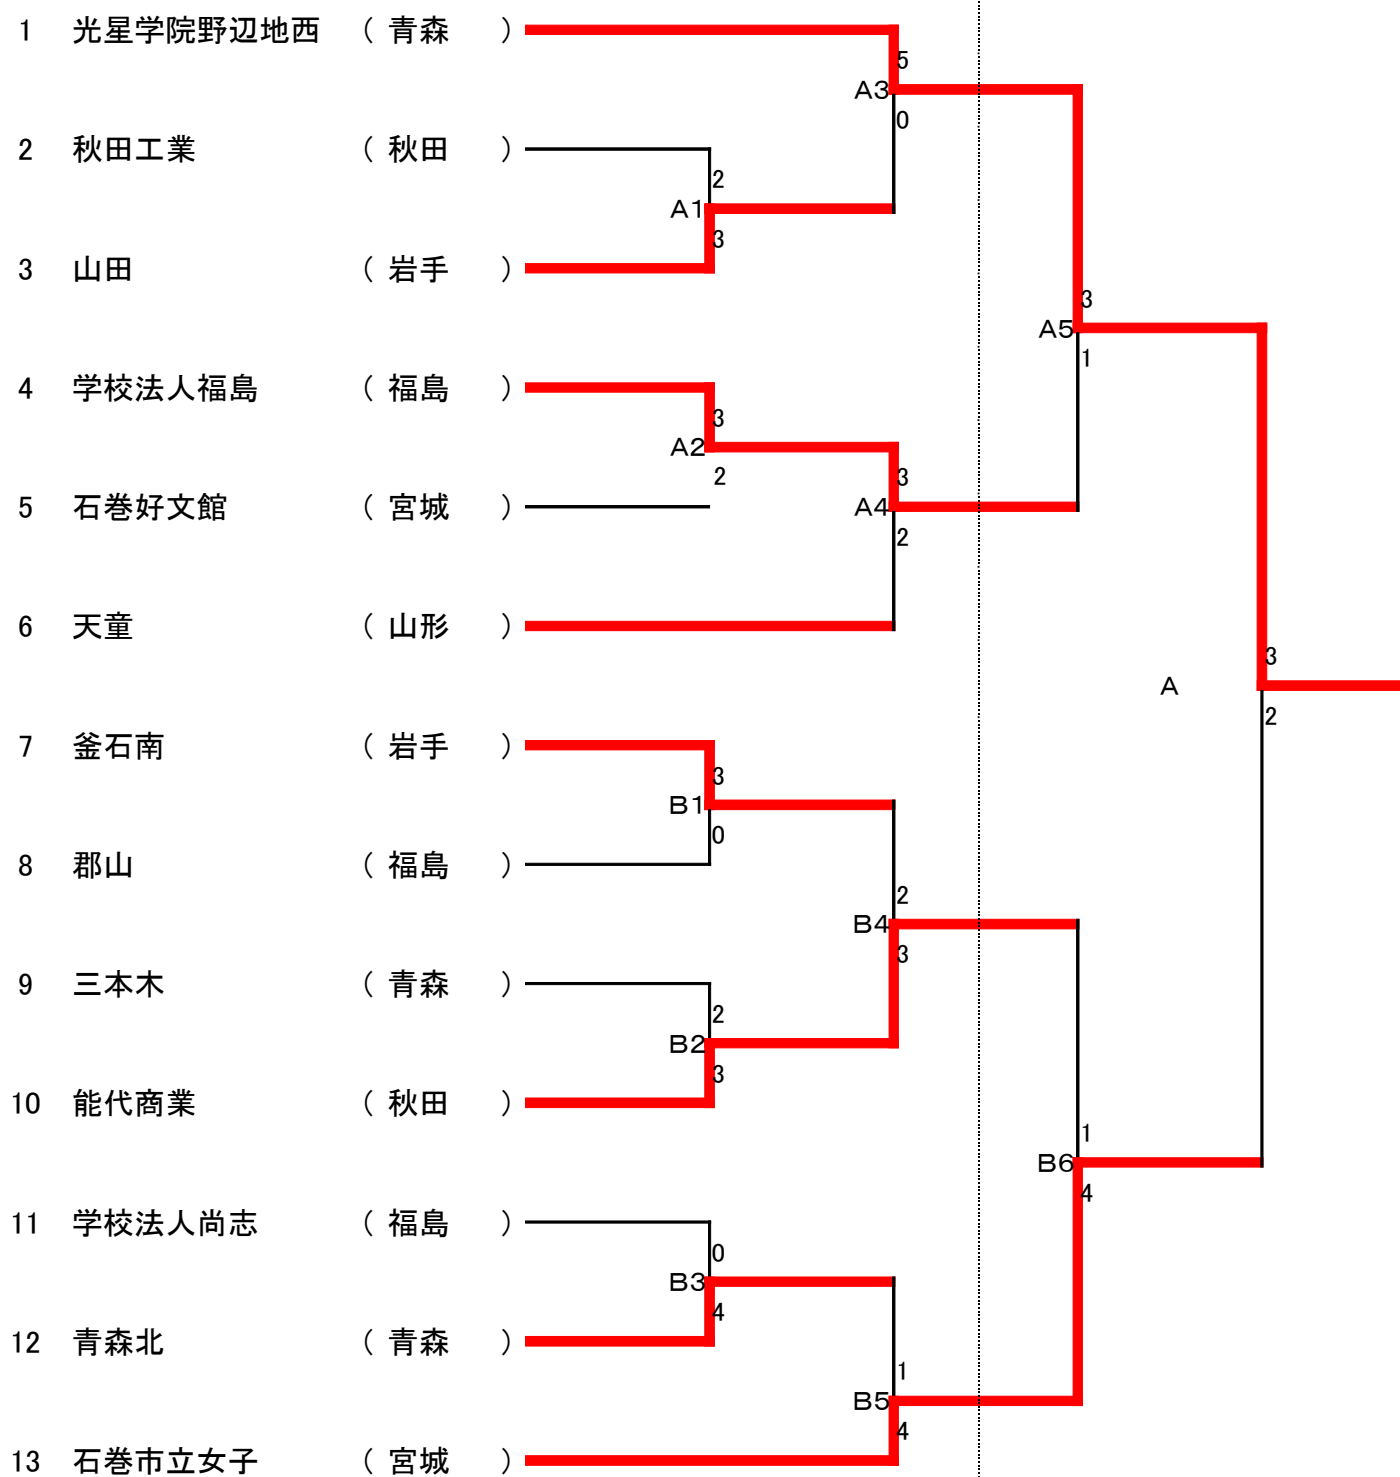 1 光星学院野辺地西 ( 青森 )
5
A3
0
2 秋田工業 ( 秋田 )
2
A1
3
3 山田 ( 岩手 )
3
A5
1
4 学校法人福島 ( 福島 )
3
A2
2
3
A4
2
5 石巻好文館 ( 宮城 )
6 天童 ( 山形 )
3
A
2
7 釜石南 ( 岩手 )
3
B1
0
8 郡山 ( 福島 )
2
B4
3
9 三本木 ( 青森 )
2
B2
3
10 能代商業 ( 秋田 )
1
B6
4
11 学校法人尚志 ( 福島 )
0
B3
4
12 青森北 ( 青森 )
1
B5
4
13 石巻市立女子 ( 宮城 )